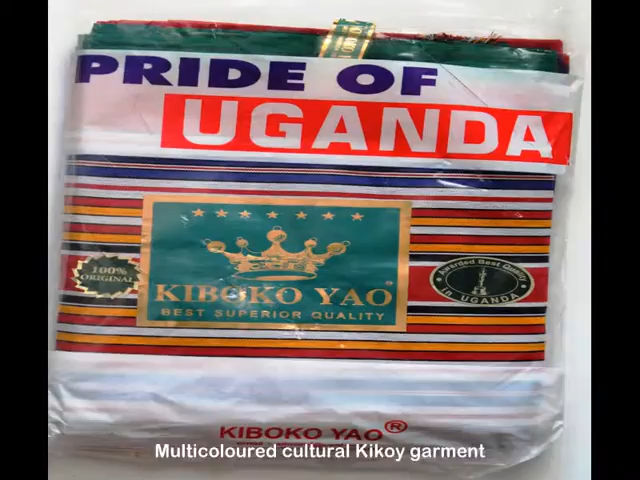 PRIDE OF
UGANDA
100%
ORIGINAL
KIBOKO YAO®
BEST SUPERIOR QUALITY
Awarded Best Quality
in UGANDA
KIBOKO YAO®
Multicoloured cultural Kikoy garment